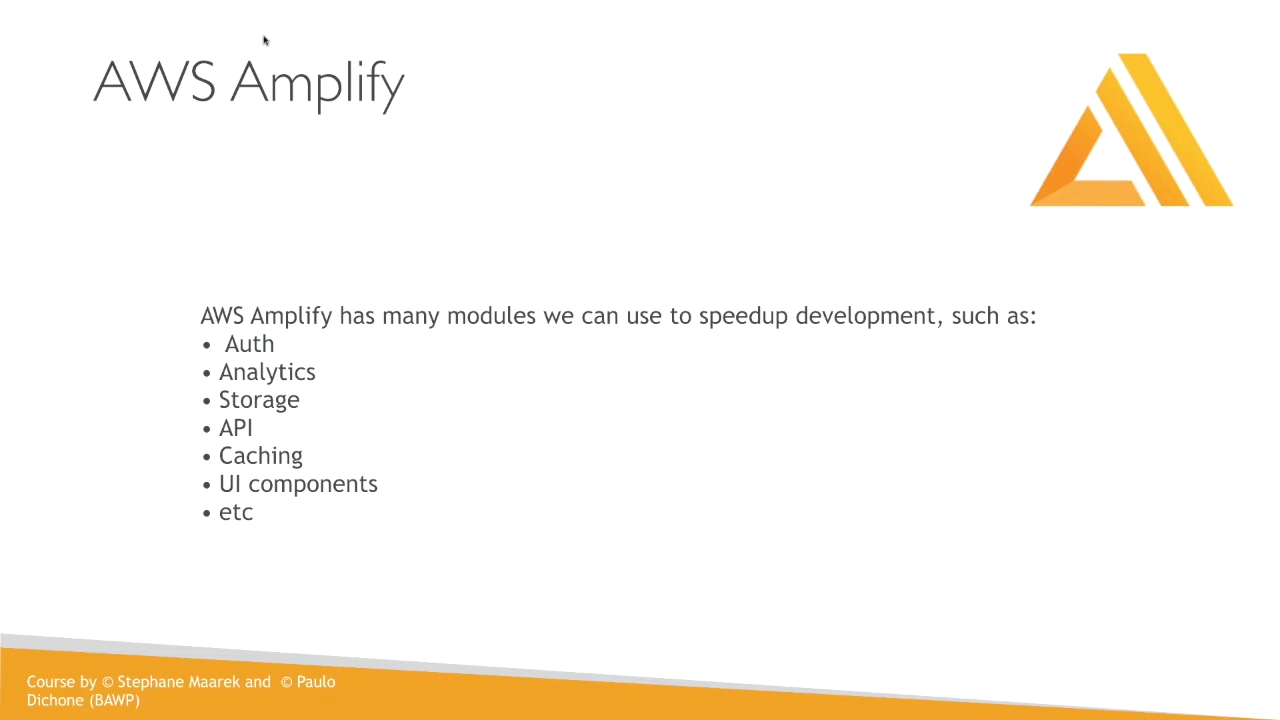 AWS Amplify
AWS Amplify has many modules we can use to speedup development, such as:
• Auth
• Analytics
• Storage
• API
• Caching
• UI components
• etc
Course by © Stephane Maarek and © Paulo
Dichone (BAWP)